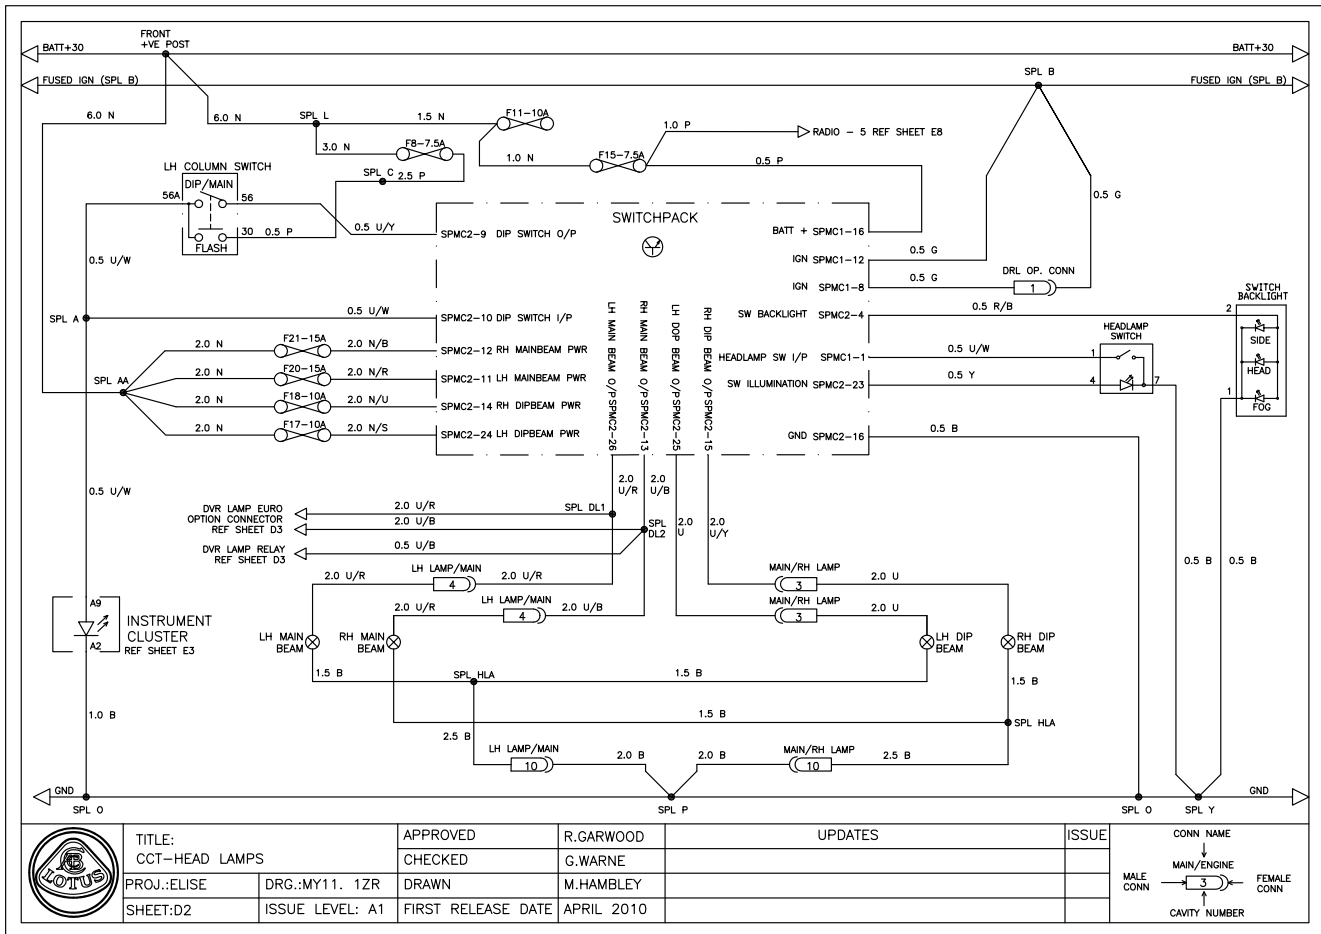 FRONT
+VE POST
BATT+30
BATT+30
FUSED IGN (SPL B)
SPL B
FUSED IGN (SPL B)
6.0 N
6.0 N
SPL L
1.5 N
F11-10A
1.0 P
RADIO - 5 REF SHEET E8
3.0 N
F8-7.5A
1.0 N
F15-7.5A
0.5 P
LH COLUMN SWITCH
SPL C
2.5 P
DIP/MAIN
56A
56
0.5 G
30
0.5 P
FLASH
0.5 U/Y
SWITCHPACK
SPMC2-9 DIP SWITCH O/P
BATT + SPMC1-16
0.5 U/W
IGN SPMC1-12
0.5 G
DRL OP. CONN
IGN SPMC1-8
0.5 G
1
SWITCH
BACKLIGHT
SPL A
0.5 U/W
SPMC2-10 DIP SWITCH I/P
SW BACKLIGHT SPMC2-4
0.5 R/B
2
SIDE
HEAD
FOG
1
HEADLAMP
SWITCH
2.0 N
F21-15A
2.0 N/B
SPMC2-12 RH MAINBEAM PWR
HEADLAMP SW I/P SPMC1-1
0.5 U/W
1
SPL AA
2.0 N
F20-15A
2.0 N/R
SPMC2-11 LH MAINBEAM PWR
SW ILLUMINATION SPMC2-23
0.5 Y
4
7
2.0 N
F18-10A
2.0 N/U
SPMC2-14 RH DIPBEAM PWR
2.0 N
F17-10A
2.0 N/S
SPMC2-24 LH DIPBEAM PWR
GND SPMC2-16
0.5 B
LH MAIN BEAM O/P SPMC2-26
RH MAIN BEAM O/P SPMC2-13
LH DOP BEAM O/P SPMC2-25
RH DIP BEAM O/P SPMC2-15
0.5 U/W
2.0
U/R
2.0
U/B
DVR LAMP EURO
OPTION CONNECTOR
REF SHEET D3
2.0 U/R
SPL DL1
2.0 U/B
SPL
DL2
2.0
U
2.0
U/Y
DVR LAMP RELAY
REF SHEET D3
0.5 U/B
0.5 B
0.5 B
2.0 U/R
LH LAMP/MAIN
4
2.0 U/R
MAIN/RH LAMP
3
2.0 U
2.0 U/R
LH LAMP/MAIN
4
2.0 U/B
MAIN/RH LAMP
3
2.0 U
A9
A2
INSTRUMENT
CLUSTER
REF SHEET E3
LH MAIN
BEAM
RH MAIN
BEAM
LH DIP
BEAM
RH DIP
BEAM
1.5 B
SPL HLA
1.5 B
1.5 B
1.0 B
1.5 B
SPL HLA
2.5 B
LH LAMP/MAIN
10
2.0 B
2.0 B
MAIN/RH LAMP
10
2.5 B
GND
GND
SPL O
SPL P
SPL O
SPL Y
LOTUS
TITLE:
CCT-HEAD LAMPS
APPROVED
R.GARWOOD
UPDATES
ISSUE
CHECKED
G.WARNE
PROJ.:ELISE
DRG.:MY11. 1ZR
DRAWN
M.HAMBLEY
SHEET:D2
ISSUE LEVEL: A1
FIRST RELEASE DATE
APRIL 2010
CONN NAME
MAIN/ENGINE
MALE
CONN
3
FEMALE
CONN
CAVITY NUMBER